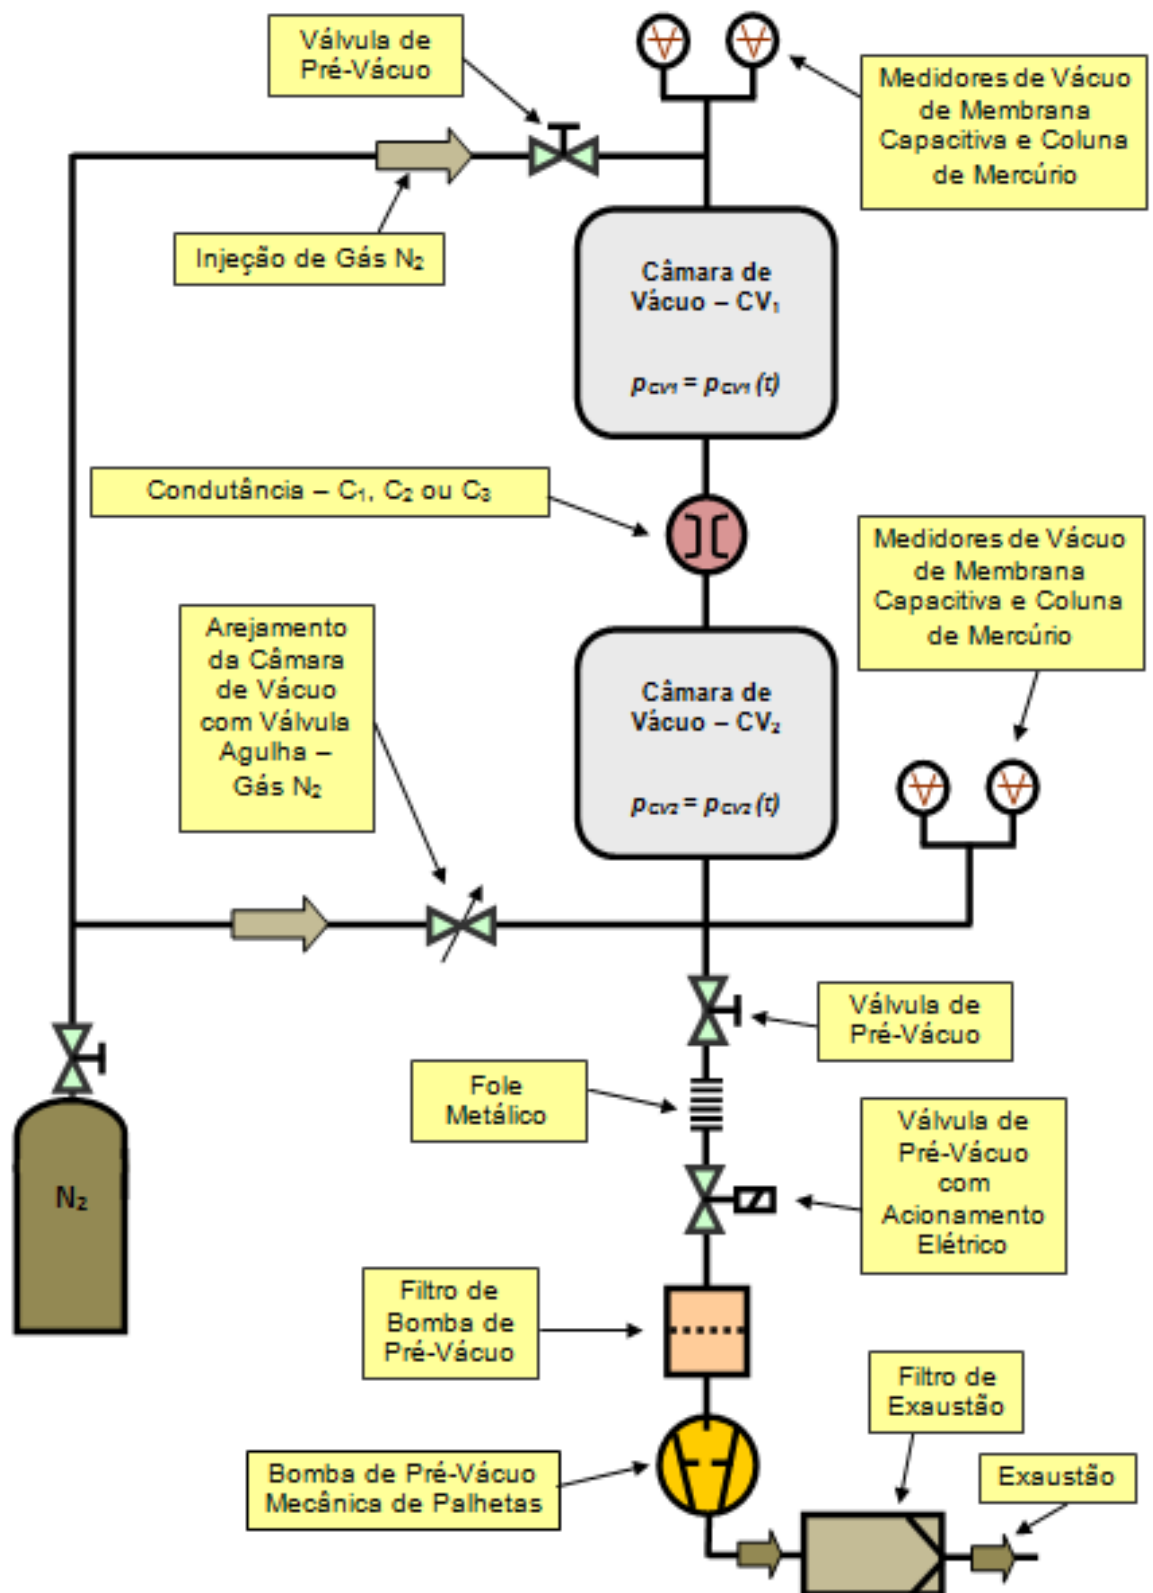 Válvula de
Pré-Vácuo
Medidores de Vácuo
de Membrana
Capacitiva e Coluna
de Mercúrio
Injeção de Gás N₂
Câmara de
Vácuo – CV₁
p_CV1 = p_CV1 (t)
Condutância – C₁, C₂ ou C₃
Medidores de Vácuo
de Membrana
Capacitiva e Coluna
de Mercúrio
Arejamento
da Câmara
de Vácuo
com Válvula
Agulha –
Gás N₂
Câmara de
Vácuo – CV₂
p_CV2 = p_CV2 (t)
Válvula de
Pré-Vácuo
Fole
Metálico
Válvula de
Pré-Vácuo
com
Acionamento
Elétrico
N₂
Filtro de
Bomba de
Pré-Vácuo
Filtro de
Exaustão
Bomba de Pré-Vácuo
Mecânica de Palhetas
Exaustão